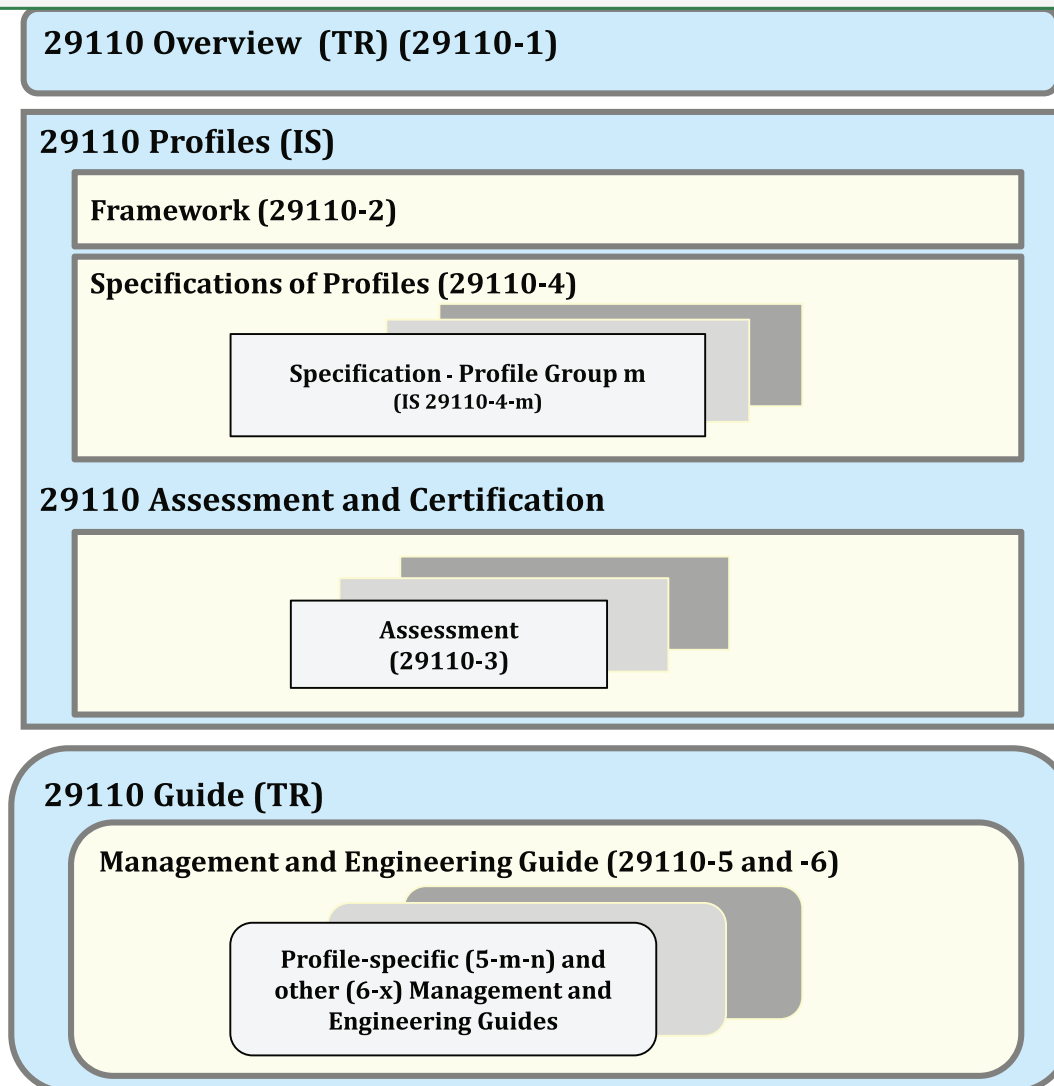 29110 Overview (TR) (29110-1)
29110 Profiles (IS)
Framework (29110-2)
Specifications of Profiles (29110-4)
Specification - Profile Group m
(IS 29110-4-m)
29110 Assessment and Certification
Assessment
(29110-3)
29110 Guide (TR)
Management and Engineering Guide (29110-5 and -6)
Profile-specific (5-m-n) and
other (6-x) Management and
Engineering Guides